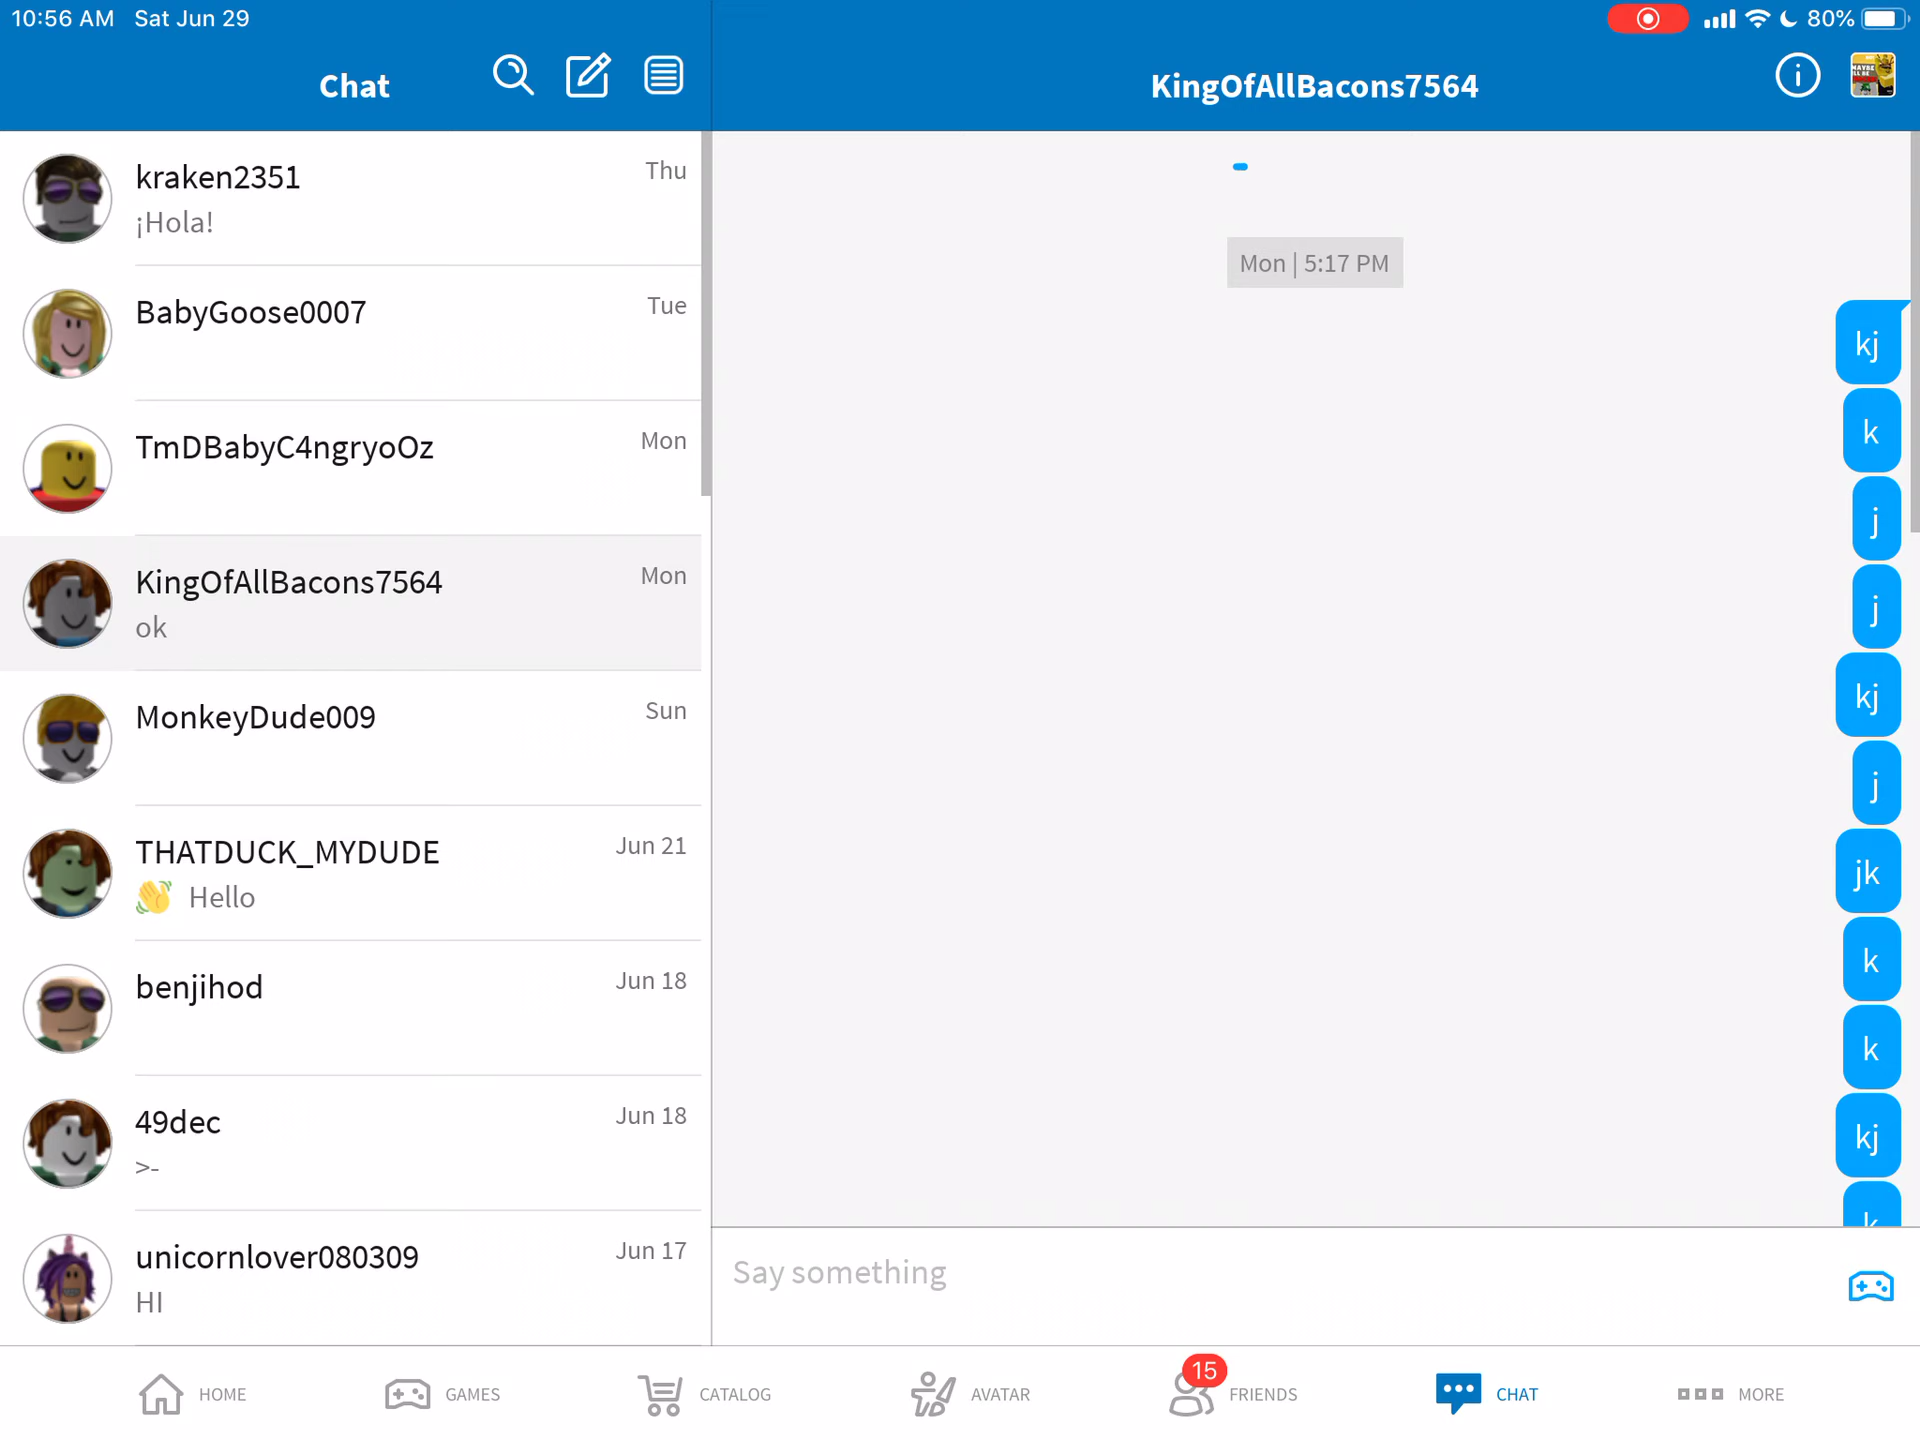 10:56 AM Sat Jun 29
80%
Chat
kraken2351
Thu
¡Hola!
BabyGoose0007
Tue
TmDBabyC4ngryoOz
Mon
KingOfAllBacons7564
Mon
ok
MonkeyDude009
Sun
THATDUCK_MYDUDE
Jun 21
👋 Hello
benjihod
Jun 18
49dec
Jun 18
>-
unicornlover080309
Jun 17
HI
KingOfAllBacons7564
Mon | 5:17 PM
kj
k
j
j
kj
j
jk
k
k
kj
k
Say something
HOME
GAMES
CATALOG
AVATAR
15
FRIENDS
CHAT
MORE